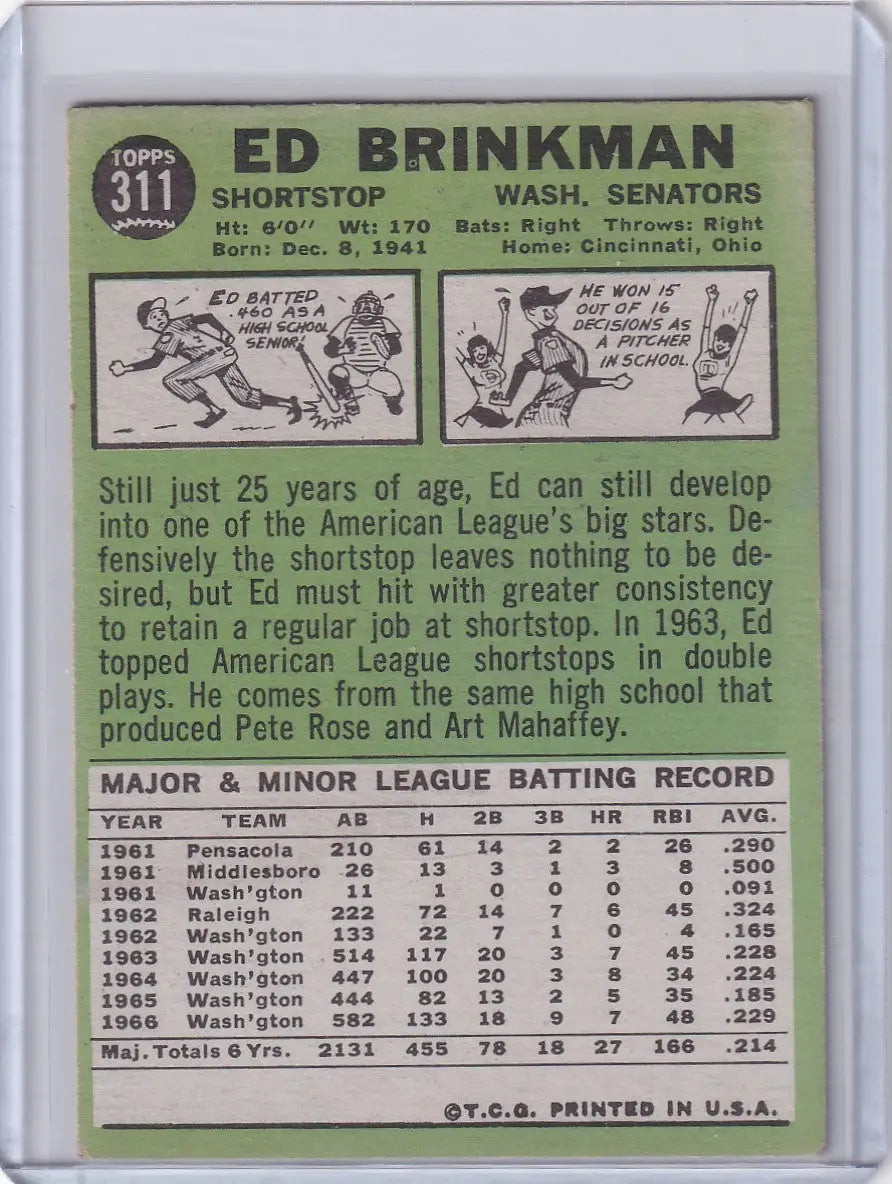 TOPPS
311
ED BRINKMAN
SHORTSTOP WASH. SENATORS
Ht: 6'0" Wt: 170 Bats: Right Throws: Right
Born: Dec. 8, 1941 Home: Cincinnati, Ohio
ED BATTED
.460 AS A
HIGH SCHOOL
SENIOR!
HE WON 15
OUT OF 16
DECISIONS AS
A PITCHER
IN SCHOOL.
Still just 25 years of age, Ed can still develop
into one of the American League's big stars. De-
fensively the shortstop leaves nothing to be de-
sired, but Ed must hit with greater consistency
to retain a regular job at shortstop. In 1963, Ed
topped American League shortstops in double
plays. He comes from the same high school that
produced Pete Rose and Art Mahaffey.
MAJOR & MINOR LEAGUE BATTING RECORD
YEAR TEAM AB H 2B 3B HR RBI AVG.
1961 Pensacola 210 61 14 2 2 26 .290
1961 Middlesboro 26 13 3 1 3 8 .500
1961 Wash'gton 11 1 0 0 0 0 .091
1962 Raleigh 222 72 14 7 6 45 .324
1962 Wash'gton 133 22 7 1 0 4 .165
1963 Wash'gton 514 117 20 3 7 45 .228
1964 Wash'gton 447 100 20 3 8 34 .224
1965 Wash'gton 444 82 13 2 5 35 .185
1966 Wash'gton 582 133 18 9 7 48 .229
Maj. Totals 6 Yrs. 2131 455 78 18 27 166 .214
©T.C.G. PRINTED IN U.S.A.